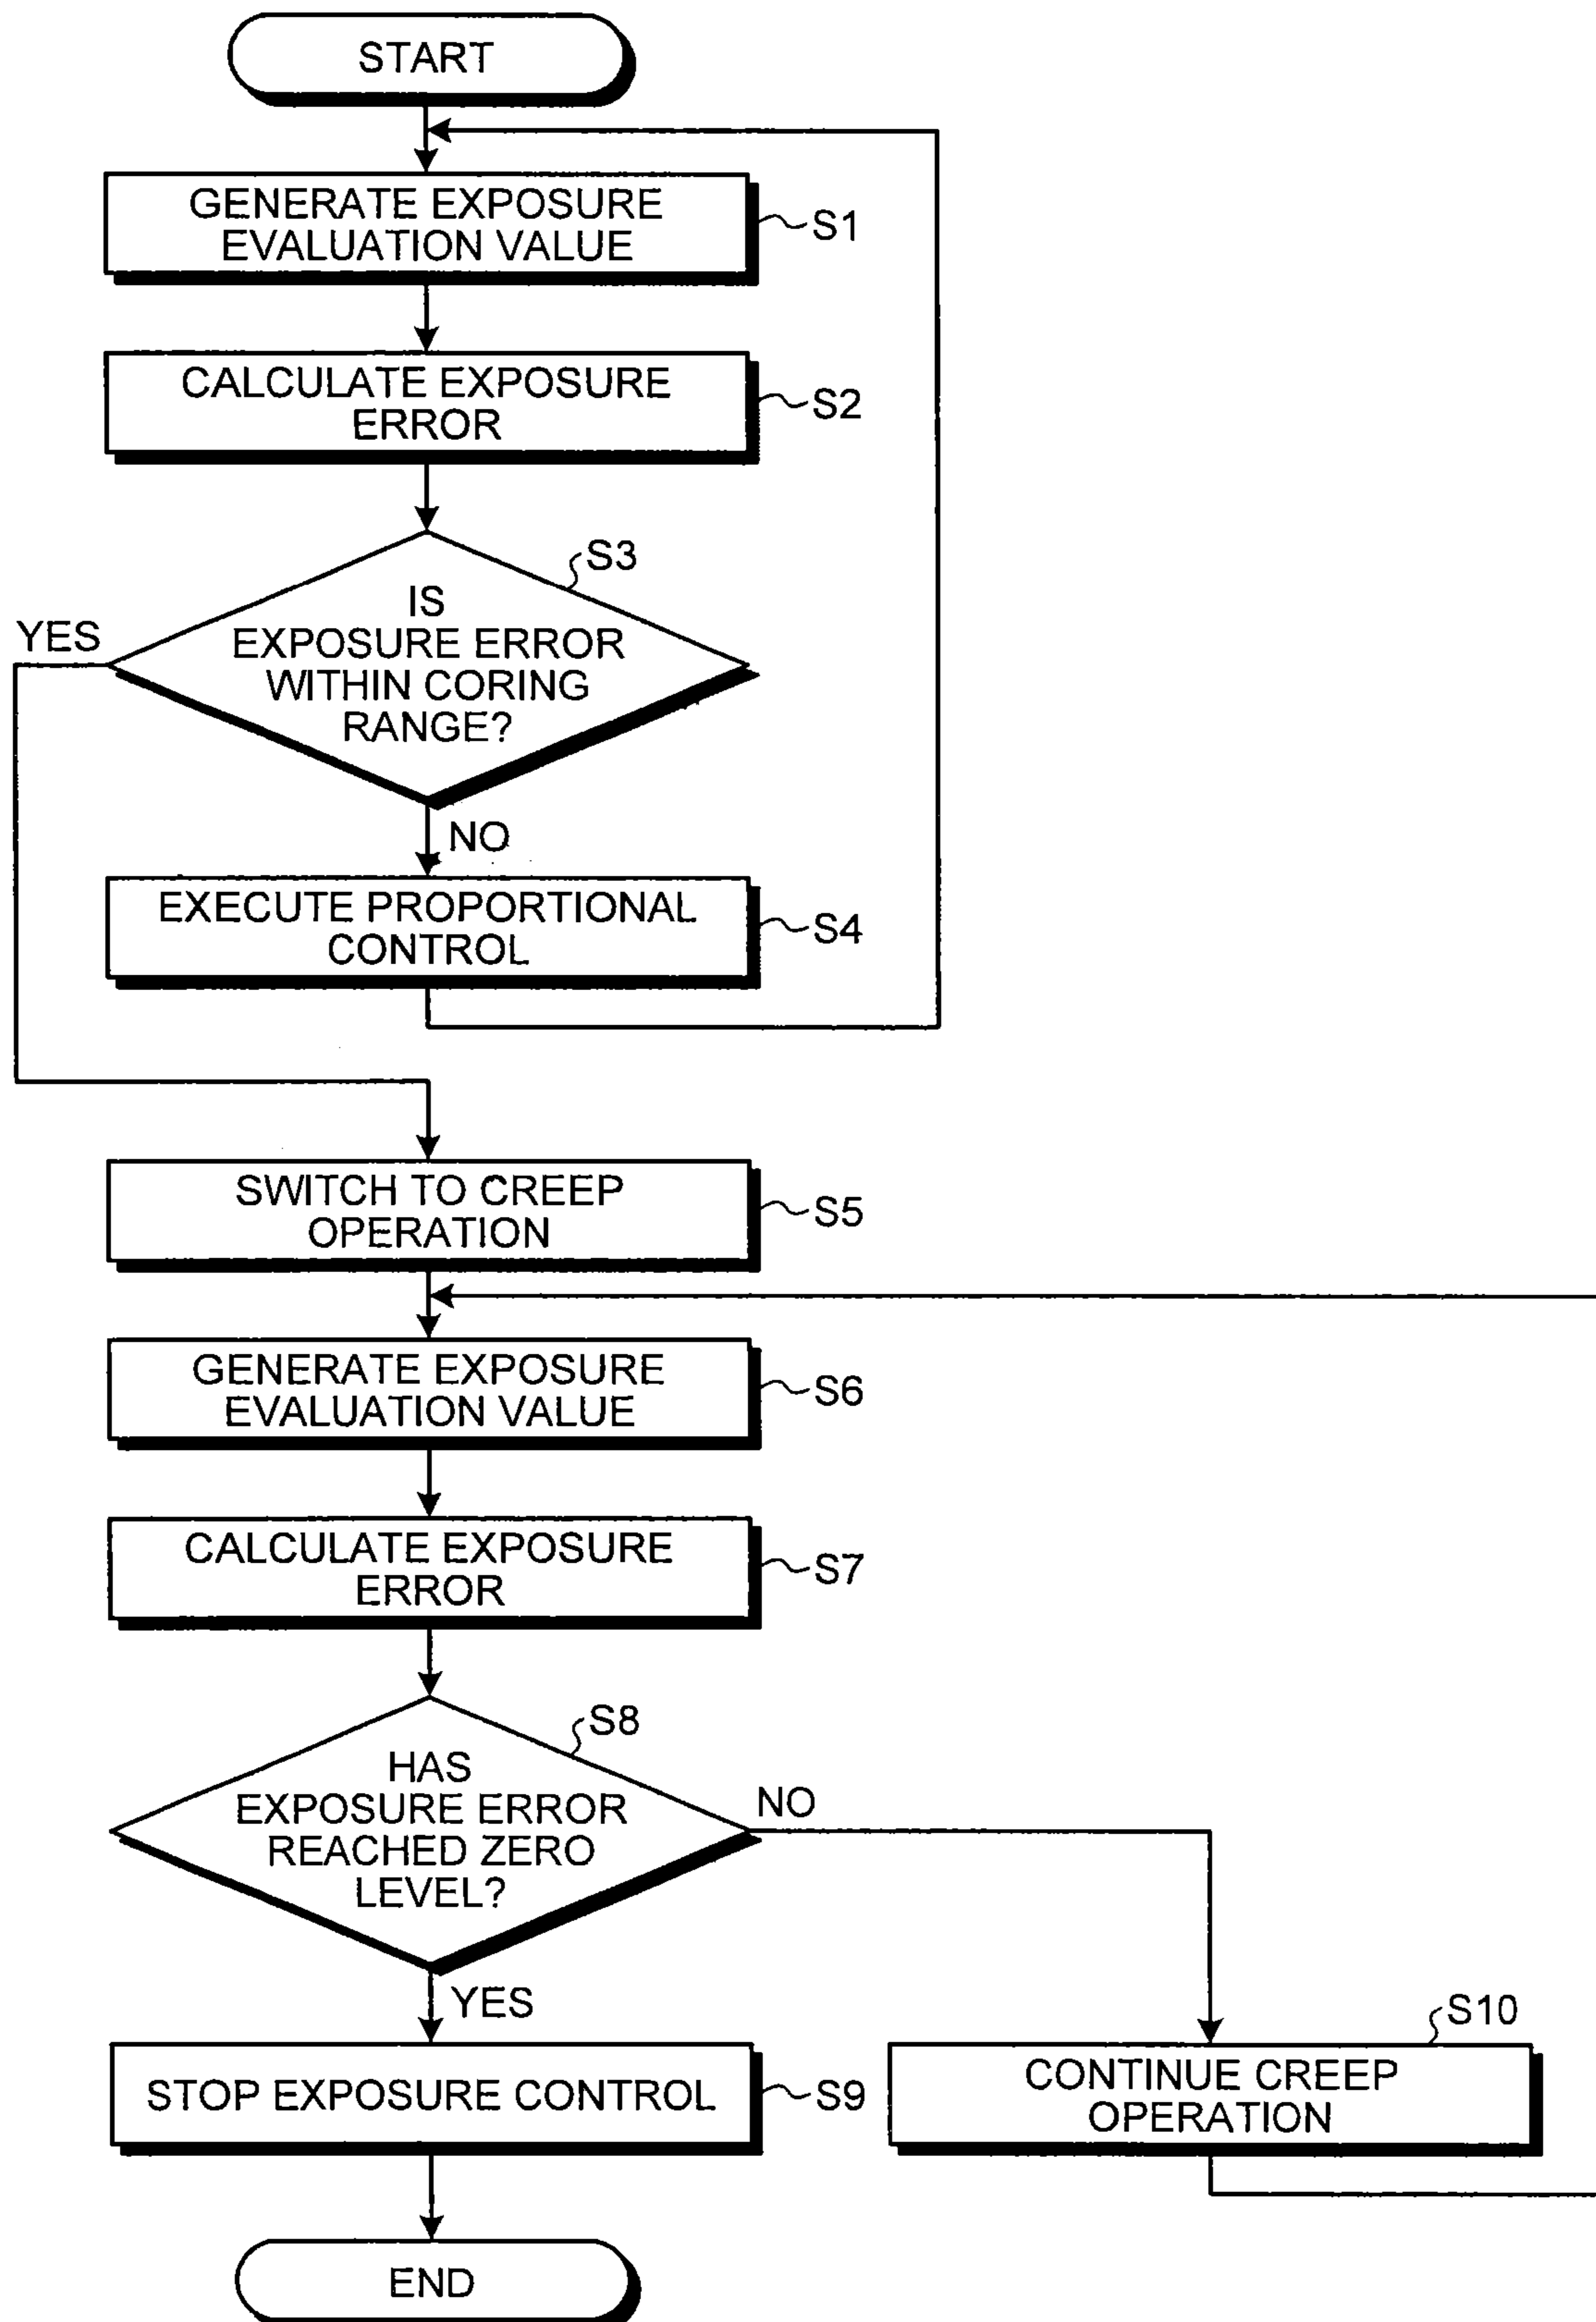 START
GENERATE EXPOSURE
EVALUATION VALUE
S1
CALCULATE EXPOSURE
ERROR
S2
S3
IS
EXPOSURE ERROR
WITHIN CORING
RANGE?
YES
NO
EXECUTE PROPORTIONAL
CONTROL
S4
SWITCH TO CREEP
OPERATION
S5
GENERATE EXPOSURE
EVALUATION VALUE
S6
CALCULATE EXPOSURE
ERROR
S7
S8
HAS
EXPOSURE ERROR
REACHED ZERO
LEVEL?
NO
YES
STOP EXPOSURE CONTROL
S9
S10
CONTINUE CREEP
OPERATION
END